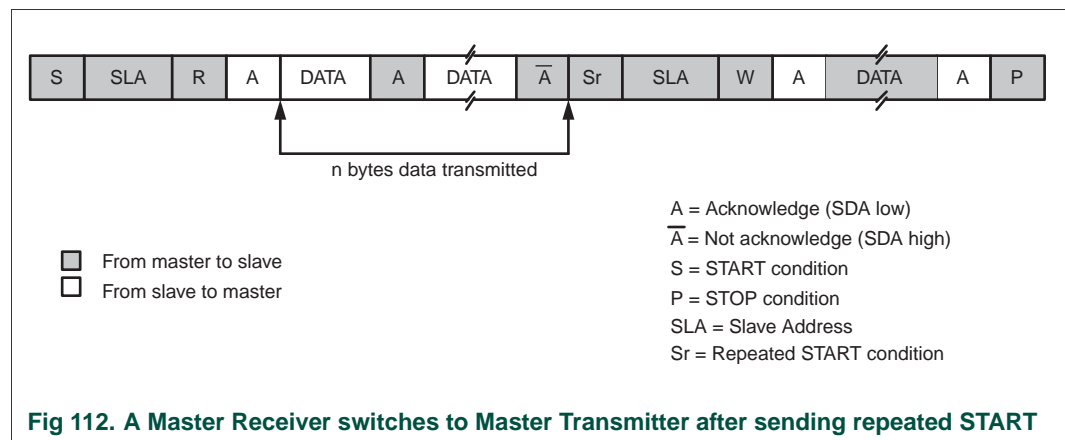 S SLA R A DATA A DATA A̅ Sr SLA W A DATA A P
n bytes data transmitted
A = Acknowledge (SDA low)
A̅ = Not acknowledge (SDA high)
S = START condition
P = STOP condition
SLA = Slave Address
Sr = Repeated START condition
From master to slave
From slave to master
Fig 112. A Master Receiver switches to Master Transmitter after sending repeated START